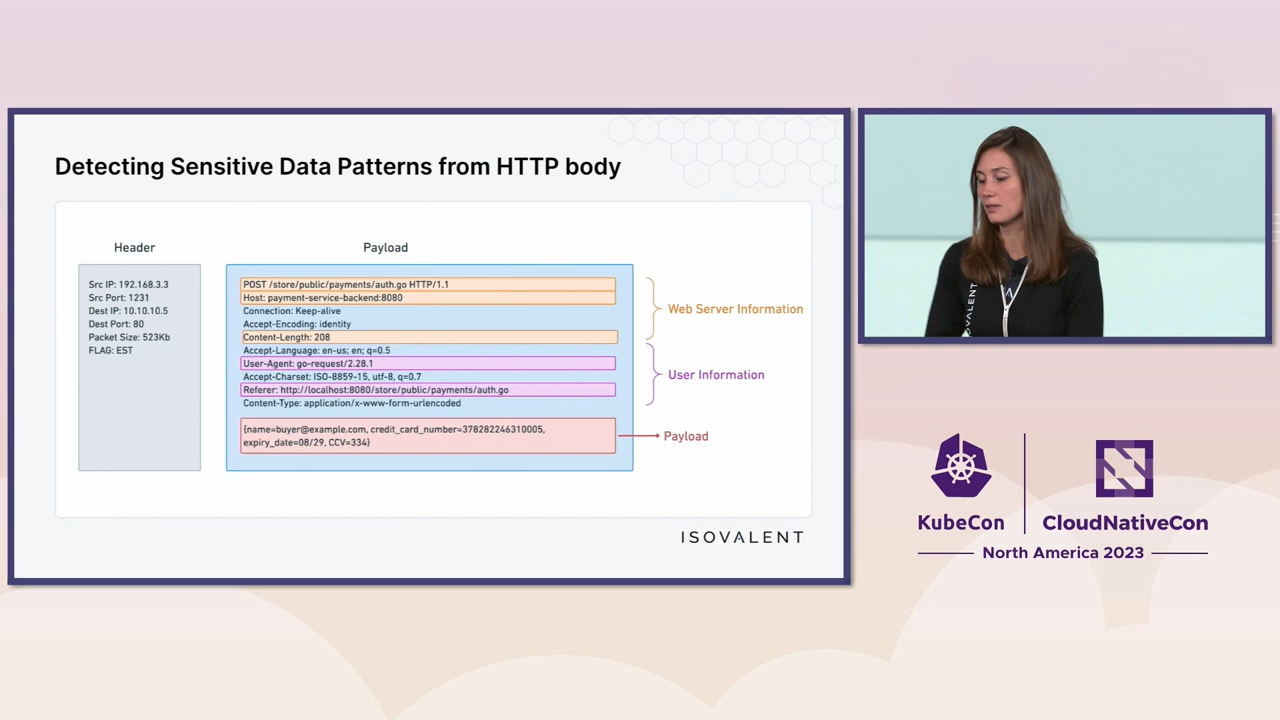 Detecting Sensitive Data Patterns from HTTP body
Header
Payload
Src IP: 192.168.3.3
Src Port: 1231
Dest IP: 10.10.10.5
Dest Port: 80
Packet Size: 523Kb
FLAG: EST
POST /store/public/payments/auth.go HTTP/1.1
Host: payment-service-backend:8080
Connection: Keep-alive
Accept-Encoding: identity
Content-Length: 208
Accept-Language: en-us; en; q=0.5
User-Agent: go-request/2.28.1
Accept-Charset: ISO-8859-15, utf-8, q=0.7
Referer: http://localhost:8080/store/public/payments/auth.go
Content-Type: application/x-www-form-urlencoded
{name=buyer@example.com, credit_card_number=378282246310005,
expiry_date=08/29, CCV=334}
Web Server Information
User Information
Payload
ISOVALENT
KubeCon
CloudNativeCon
North America 2023